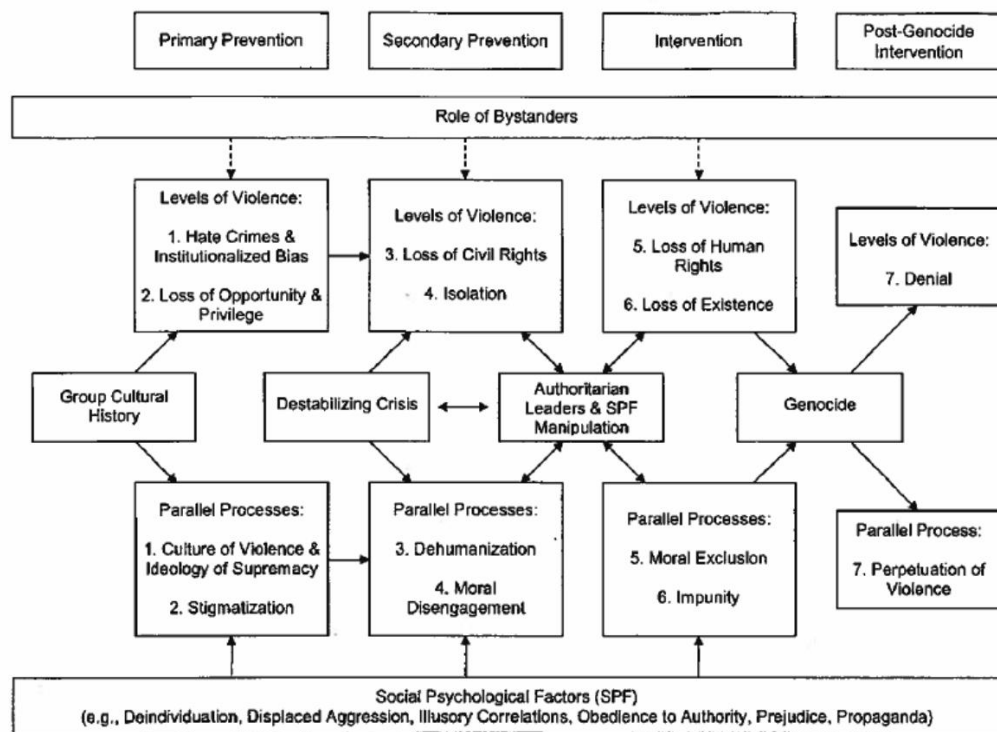 Primary Prevention
Secondary Prevention
Intervention
Post-Genocide
Intervention
Role of Bystanders
Levels of Violence:
1. Hate Crimes &
Institutionalized Bias
2. Loss of Opportunity &
Privilege
Levels of Violence:
3. Loss of Civil Rights
4. Isolation
Levels of Violence:
5. Loss of Human
Rights
6. Loss of Existence
Levels of Violence:
7. Denial
Group Cultural
History
Destabilizing Crisis
Authoritarian
Leaders & SPF
Manipulation
Genocide
Parallel Processes:
1. Culture of Violence &
Ideology of Supremacy
2. Stigmatization
Parallel Processes:
3. Dehumanization
4. Moral
Disengagement
Parallel Processes:
5. Moral Exclusion
6. Impunity
Parallel Process:
7. Perpetuation of
Violence
Social Psychological Factors (SPF)
(e.g., Deindividuation, Displaced Aggression, Illusory Correlations, Obedience to Authority, Prejudice, Propaganda)